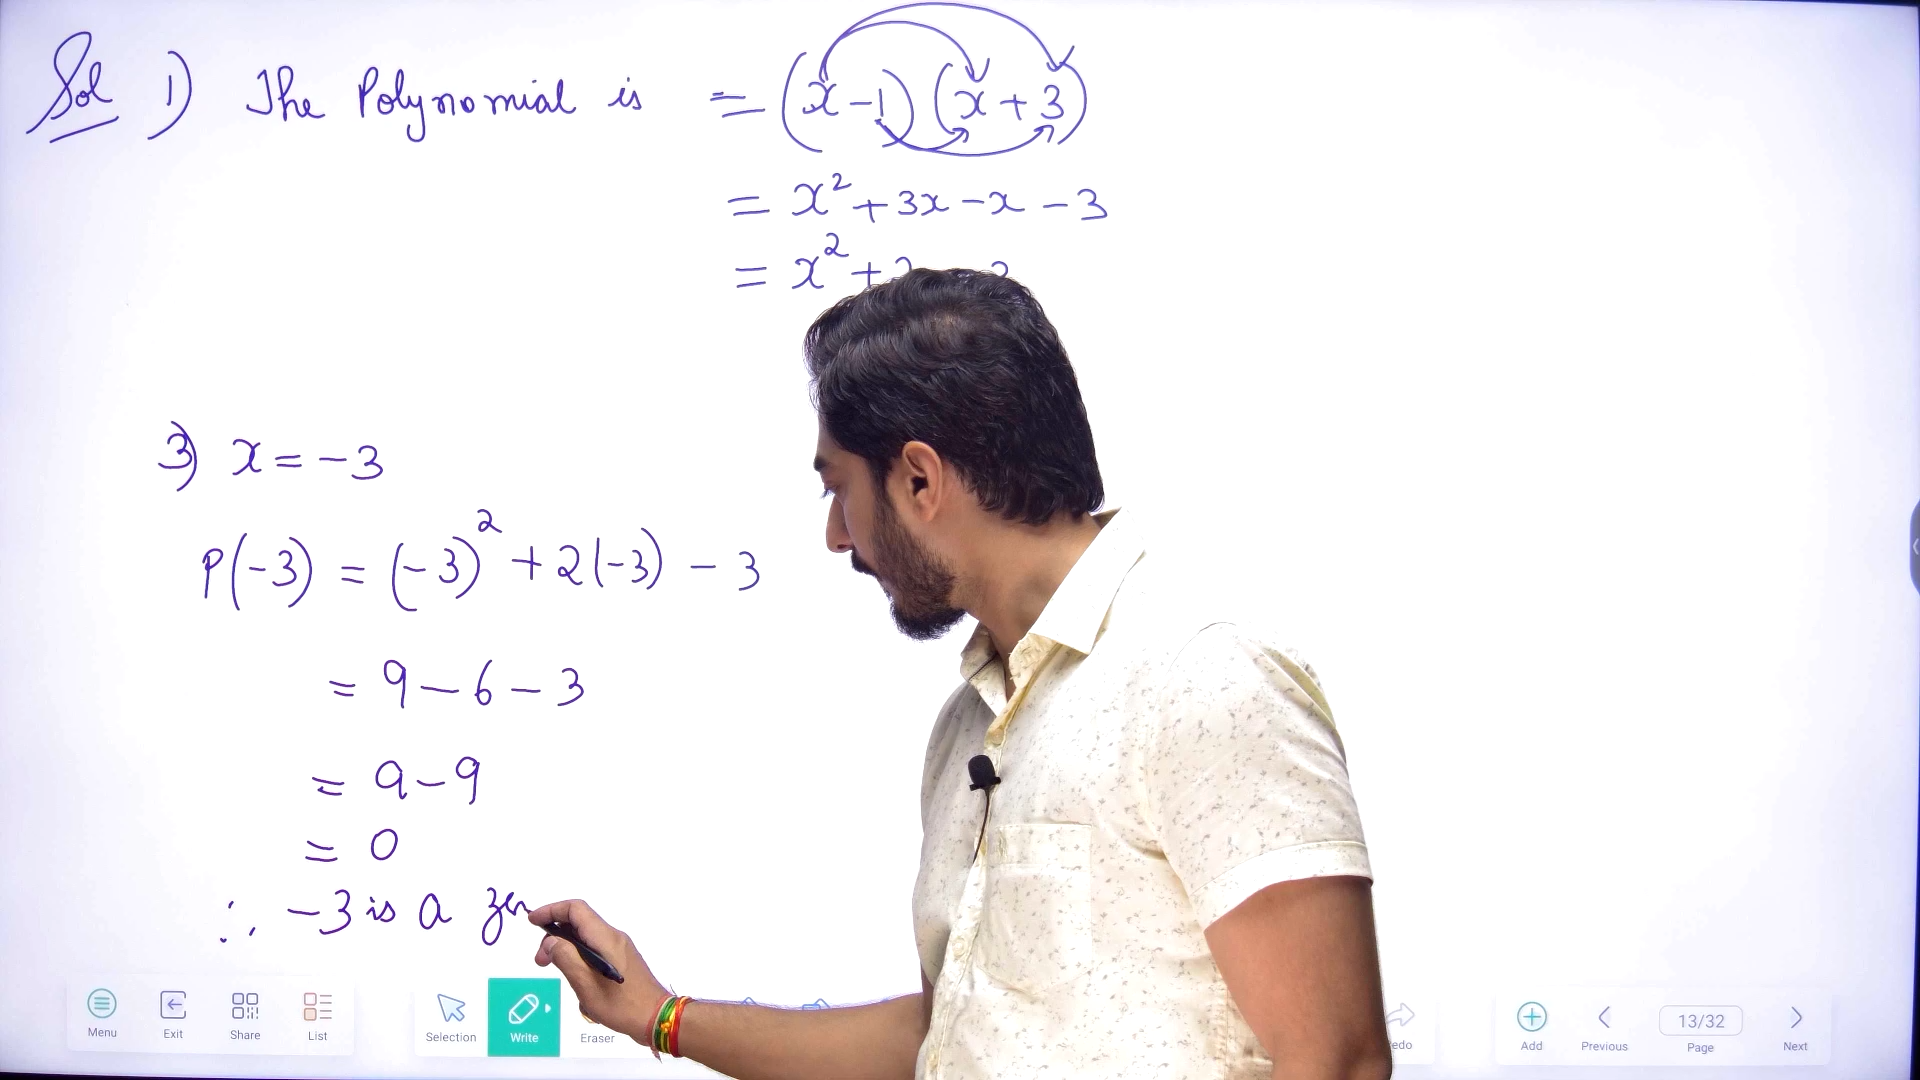 Sol 1) The Polynomial is = (x-1)(x+3)
= x² + 3x - x - 3
= x² +
3) x = -3
P(-3) = (-3)² + 2(-3) - 3
= 9 - 6 - 3
= 9 - 9
= 0
∴ -3 is a
Menu Exit Share List Selection Write Eraser Add Previous 13/32 Page Next